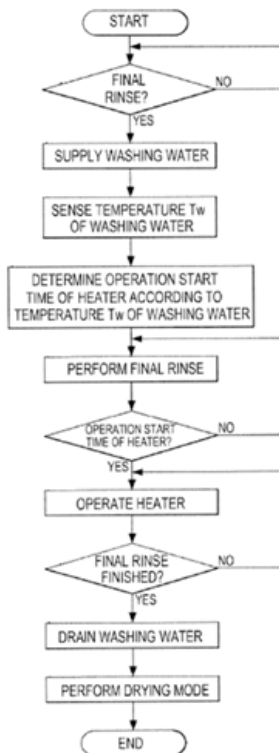 START
FINAL
RINSE?
NO
YES
SUPPLY WASHING WATER
SENSE TEMPERATURE Tw
OF WASHING WATER
DETERMINE OPERATION START
TIME OF HEATER ACCORDING TO
TEMPERATURE Tw OF WASHING WATER
PERFORM FINAL RINSE
OPERATION START
TIME OF HEATER?
NO
YES
OPERATE HEATER
FINAL RINSE
FINISHED?
NO
YES
DRAIN WASHING WATER
PERFORM DRYING MODE
END